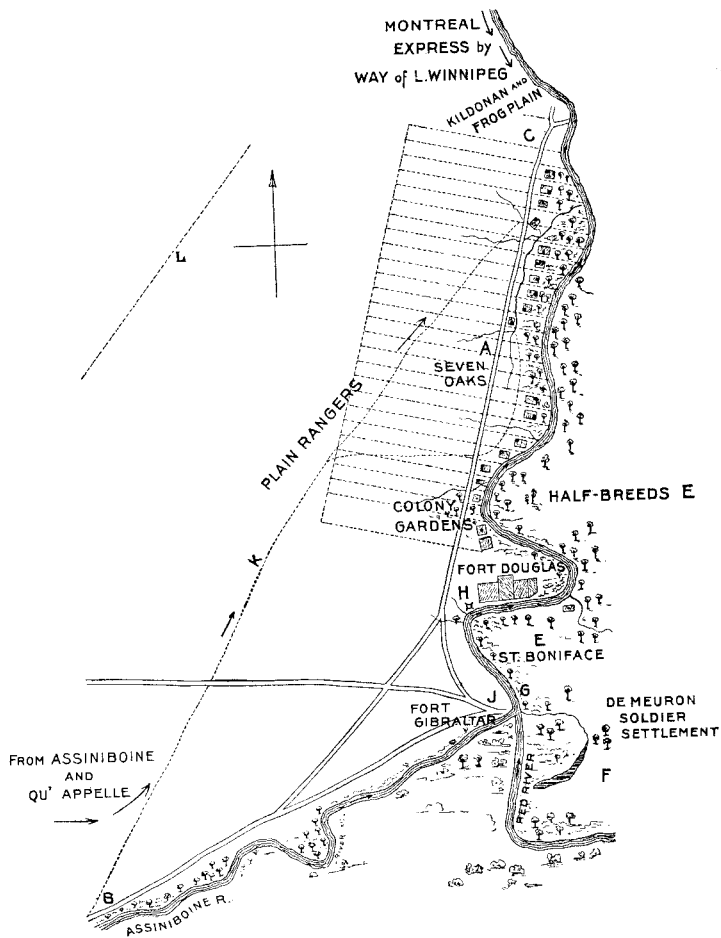 MONTREAL
EXPRESS by
WAY of L. WINNIPEG
KILDONAN AND
FROG PLAIN
C
L
A
SEVEN
OAKS
PLAIN RANGERS
HALF-BREEDS E
COLONY
GARDENS
K
FORT DOUGLAS
H
E
ST. BONIFACE
J
G
FORT
GIBRALTAR
DE MEURON
SOLDIER
SETTLEMENT
F
FROM ASSINIBOINE
AND
QU' APPELLE
RED RIVER
B
ASSINIBOINE R.